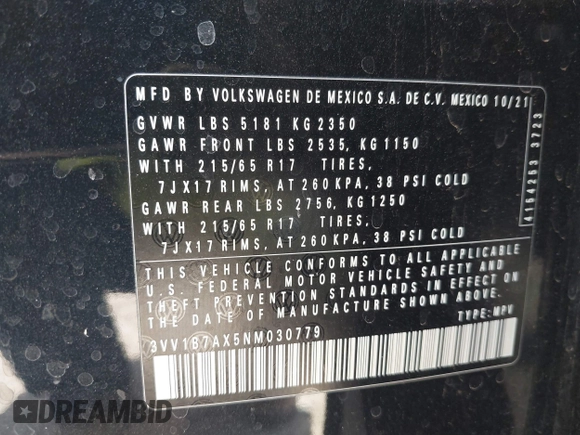 MFD BY VOLKSWAGEN DE MEXICO S.A. DE C.V. MEXICO 10/21
GVWR LBS 5181 KG 2350
GAWR FRONT LBS 2535, KG 1150
WITH 215/65 R17 TIRES,
7JX17 RIMS, AT 260 KPA, 38 PSI COLD
GAWR REAR LBS 2756, KG 1250
WITH 215/65 R17 TIRES,
7JX17 RIMS, AT 260 KPA, 38 PSI COLD
THIS VEHICLE CONFORMS TO ALL APPLICABLE
U.S. FEDERAL MOTOR VEHICLE SAFETY AND
THEFT PREVENTION STANDARDS IN EFFECT ON
THE DATE OF MANUFACTURE SHOWN ABOVE.
3VV1B7AX5NM030779 TYPE: MPV
4154253 3723
DREAMBID